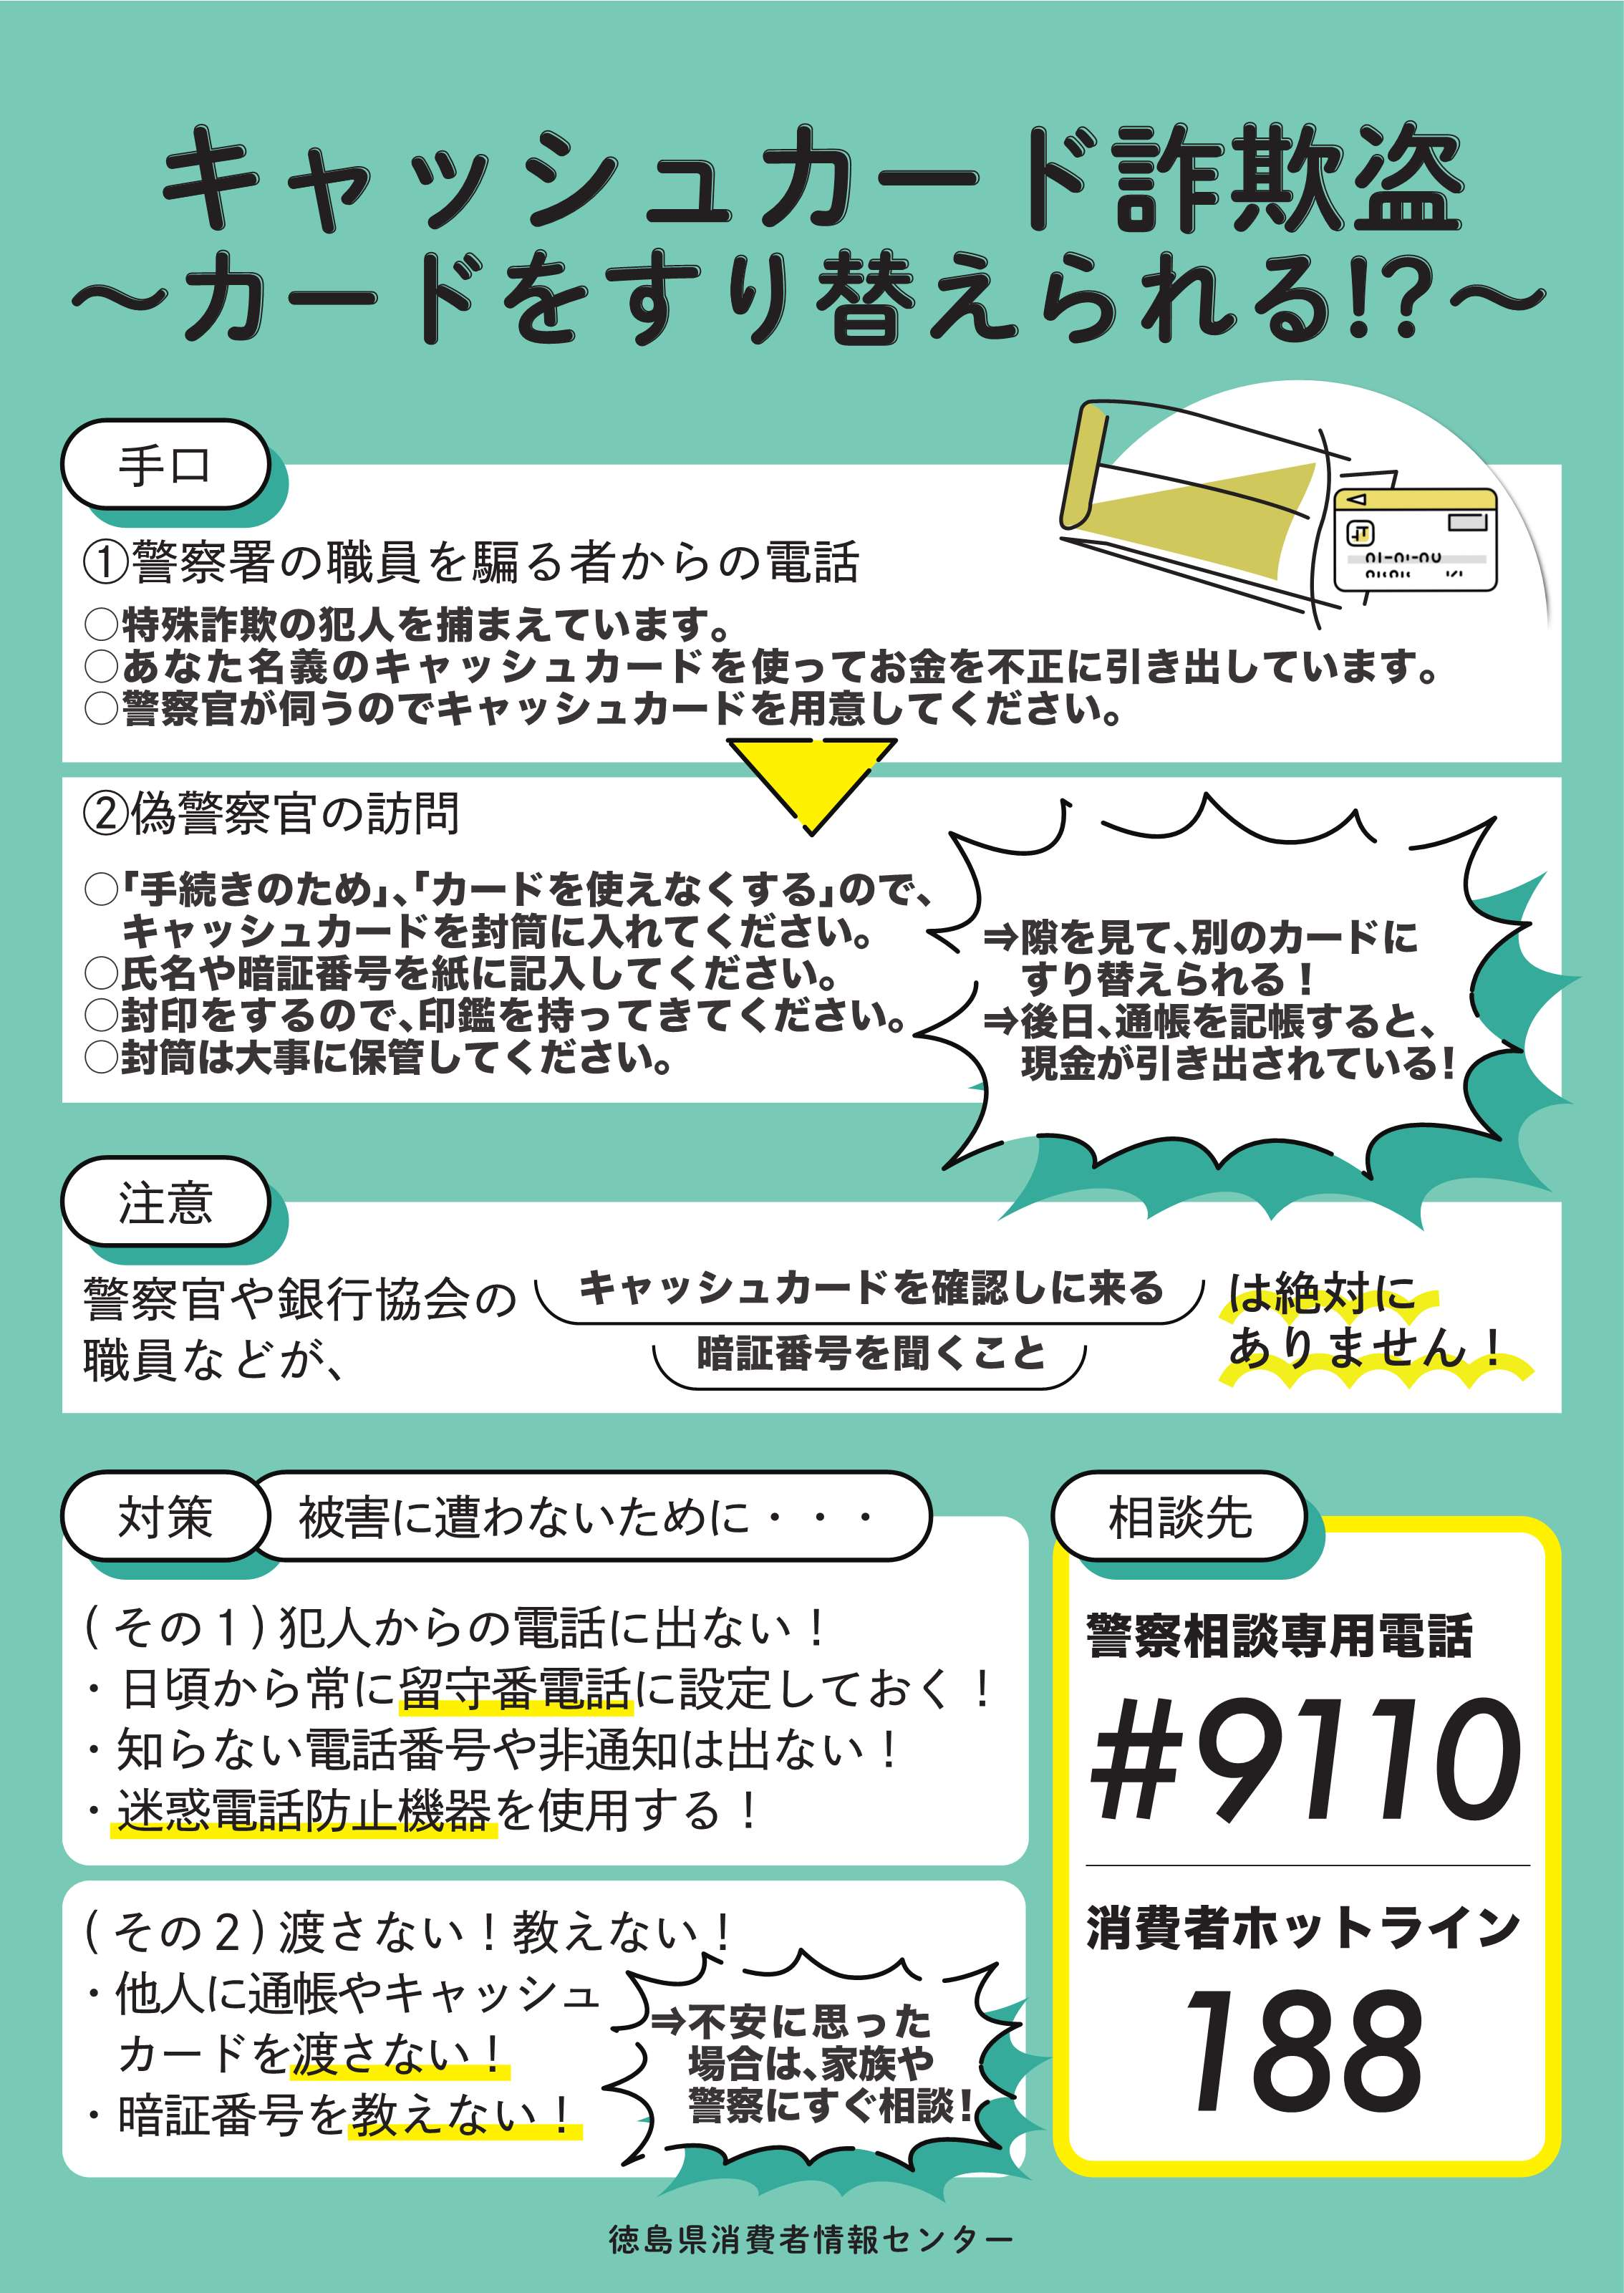 キャッシュカード詐欺盗
～カードをすり替えられる!?～
手口
①警察署の職員を騙る者からの電話
○特殊詐欺の犯人を捕まえています。
○あなた名義のキャッシュカードを使ってお金を不正に引き出しています。
○警察官が伺うのでキャッシュカードを用意してください。
②偽警察官の訪問
○「手続きのため」、「カードを使えなくする」ので、
キャッシュカードを封筒に入れてください。
○氏名や暗証番号を紙に記入してください。
○封印をするので、印鑑を持ってきてください。
○封筒は大事に保管してください。
⇒隙を見て、別のカードに
すり替えられる！
⇒後日、通帳を記帳すると、
現金が引き出されている!
注意
警察官や銀行協会の
職員などが、
キャッシュカードを確認しに来る
暗証番号を聞くこと
は絶対に
ありません！
対策
被害に遭わないために・・・
(その1)犯人からの電話に出ない！
・日頃から常に留守番電話に設定しておく！
・知らない電話番号や非通知は出ない！
・迷惑電話防止機器を使用する！
(その2)渡さない！教えない！
・他人に通帳やキャッシュ
カードを渡さない！
・暗証番号を教えない！
⇒不安に思った
場合は、家族や
警察にすぐ相談!
相談先
警察相談専用電話
#9110
消費者ホットライン
188
徳島県消費者情報センター